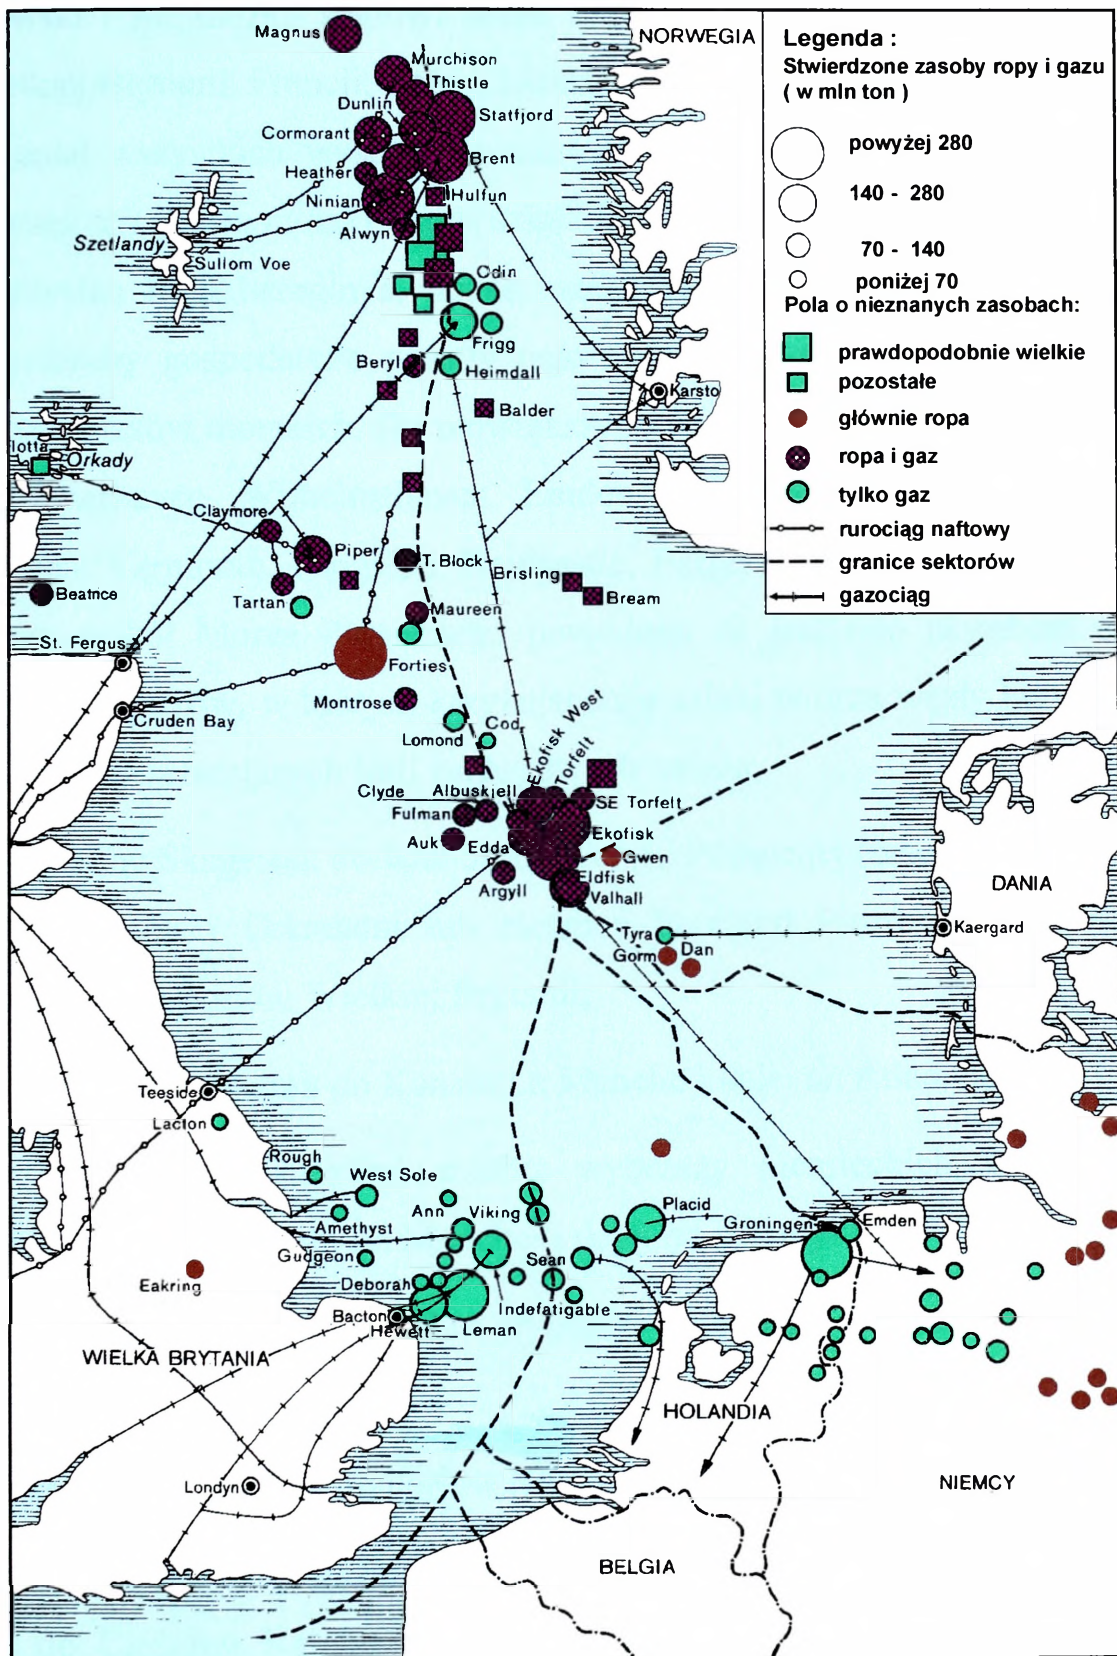 NORWEGIA
Legenda :
Stwierdzone zasoby ropy i gazu
( w mln ton )
powyżej 280
140 - 280
70 - 140
poniżej 70
Pola o nieznanych zasobach:
prawdopodobnie wielkie
pozostałe
głównie ropa
ropa i gaz
tylko gaz
rurociąg naftowy
granice sektorów
gazociąg
Magnus
Murchison
Thistle
Dunlin
Statfjord
Cormorant
Brent
Heather
Hulfun
Ninian
Alwyn
Szetlandy
Sullom Voe
Odin
Frigg
Beryl
Heimdall
Karsto
Balder
lotta
Orkady
Claymore
Piper
T. Block
Brisling
Bream
Beatrice
Tartan
Maureen
St. Fergus
Forties
Montrose
Cruden Bay
Lomond
Cod
Ekofisk West
Torfelt
Clyde
Albuskjell
SE Torfelt
Fulman
Ekofisk
Auk
Edda
Gwen
Argyll
Eldfisk
Valhall
DANIA
Tyra
Kaergard
Gorm
Dan
Teeside
Lacton
Rough
West Sole
Amethyst
Ann
Viking
Placid
Groningen
Emden
Gudgeon
Sean
Eakring
Deborah
Indefatigable
Bacton
Hewett
Leman
WIELKA BRYTANIA
HOLANDIA
Londyn
NIEMCY
BELGIA